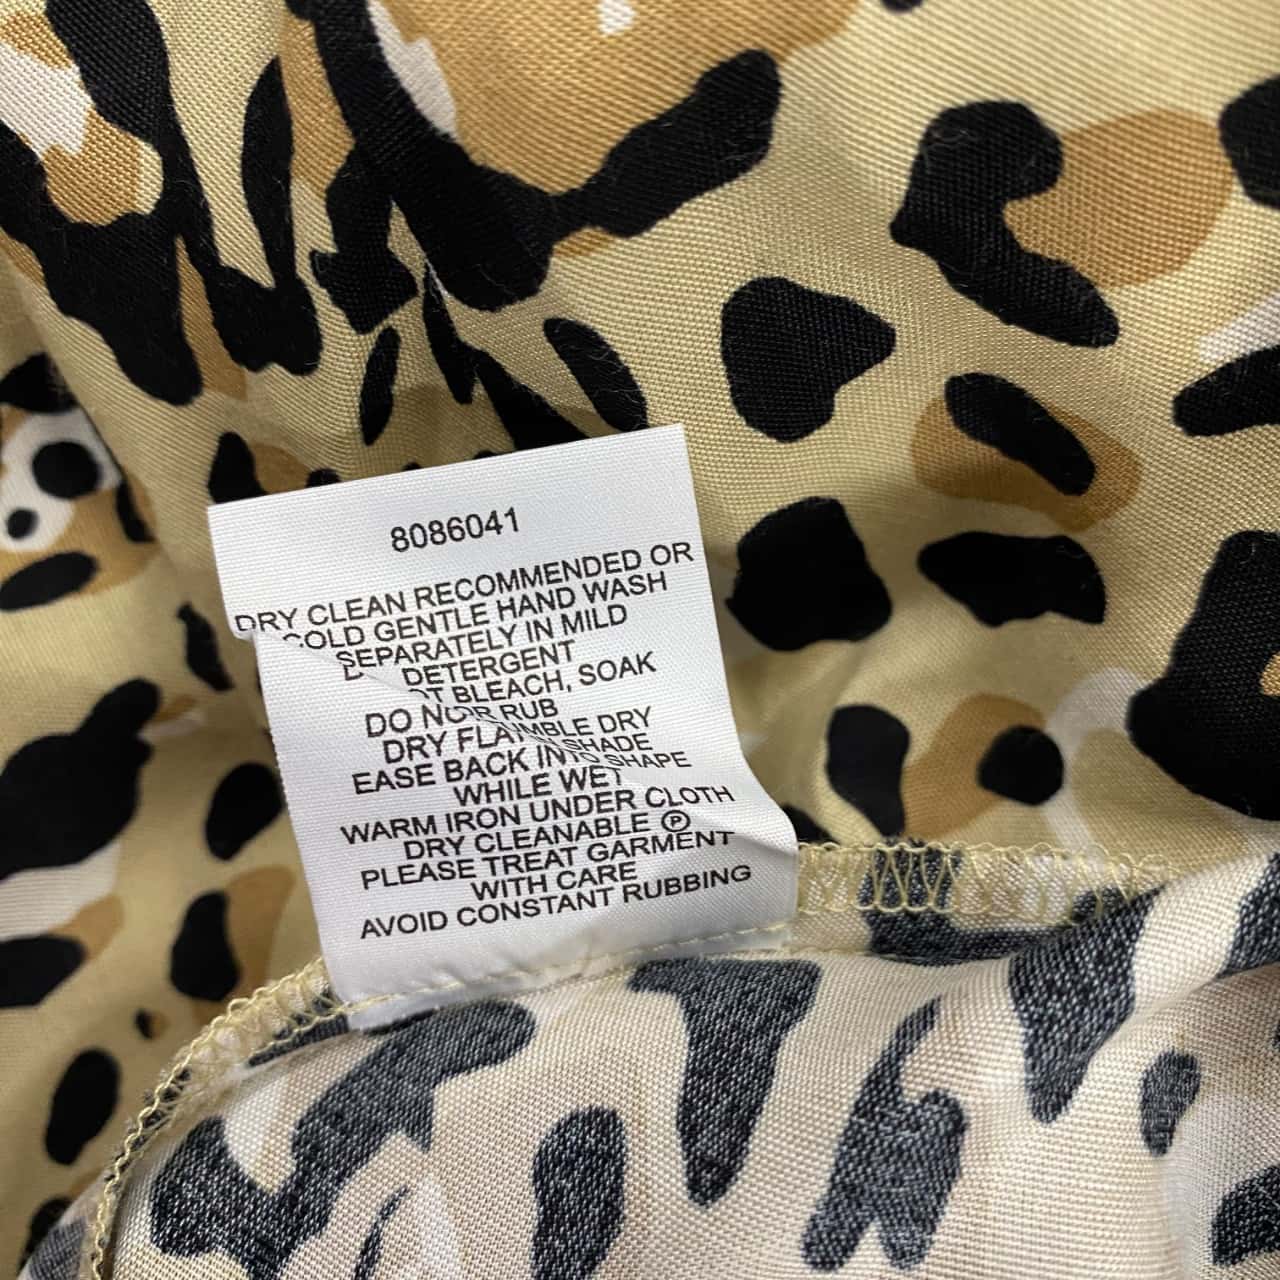 8086041
DRY CLEAN RECOMMENDED OR
COLD GENTLE HAND WASH
SEPARATELY IN MILD
DETERGENT
BLEACH, SOAK
DO NOT RUB
DRY FLAT SHADE
EASE BACK INTO SHAPE
WHILE WET
WARM IRON UNDER CLOTH
DRY CLEANABLE Ⓟ
PLEASE TREAT GARMENT
WITH CARE
AVOID CONSTANT RUBBING